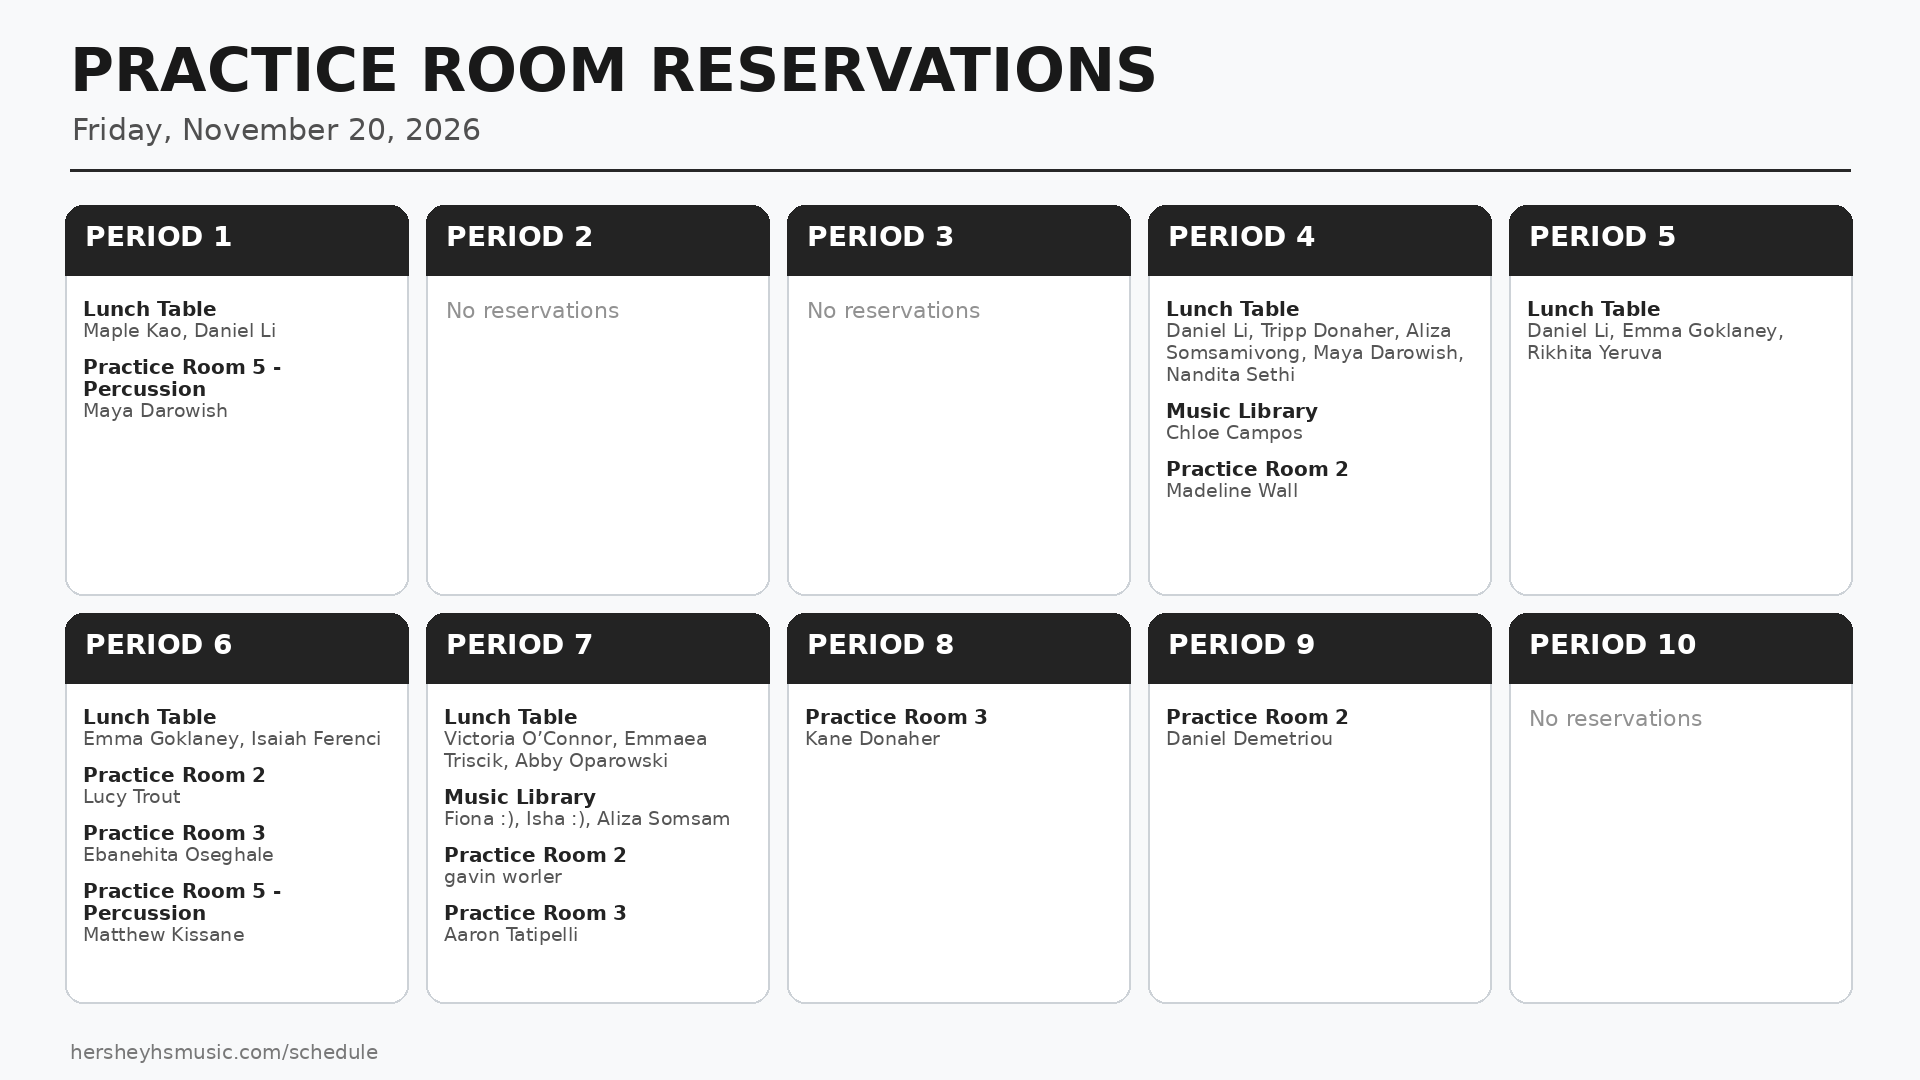 PRACTICE ROOM RESERVATIONS
Friday, November 20, 2026
PERIOD 1
Lunch Table
Maple Kao, Daniel Li
Practice Room 5 -
Percussion
Maya Darowish
PERIOD 2
No reservations
PERIOD 3
No reservations
PERIOD 4
Lunch Table
Daniel Li, Tripp Donaher, Aliza
Somsamivong, Maya Darowish,
Nandita Sethi
Music Library
Chloe Campos
Practice Room 2
Madeline Wall
PERIOD 5
Lunch Table
Daniel Li, Emma Goklaney,
Rikhita Yeruva
PERIOD 6
Lunch Table
Emma Goklaney, Isaiah Ferenci
Practice Room 2
Lucy Trout
Practice Room 3
Ebanehita Oseghale
Practice Room 5 -
Percussion
Matthew Kissane
PERIOD 7
Lunch Table
Victoria O’Connor, Emmaea
Triscik, Abby Oparowski
Music Library
Fiona :), Isha :), Aliza Somsam
Practice Room 2
gavin worler
Practice Room 3
Aaron Tatipelli
PERIOD 8
Practice Room 3
Kane Donaher
PERIOD 9
Practice Room 2
Daniel Demetriou
PERIOD 10
No reservations
hersheyhsmusic.com/schedule